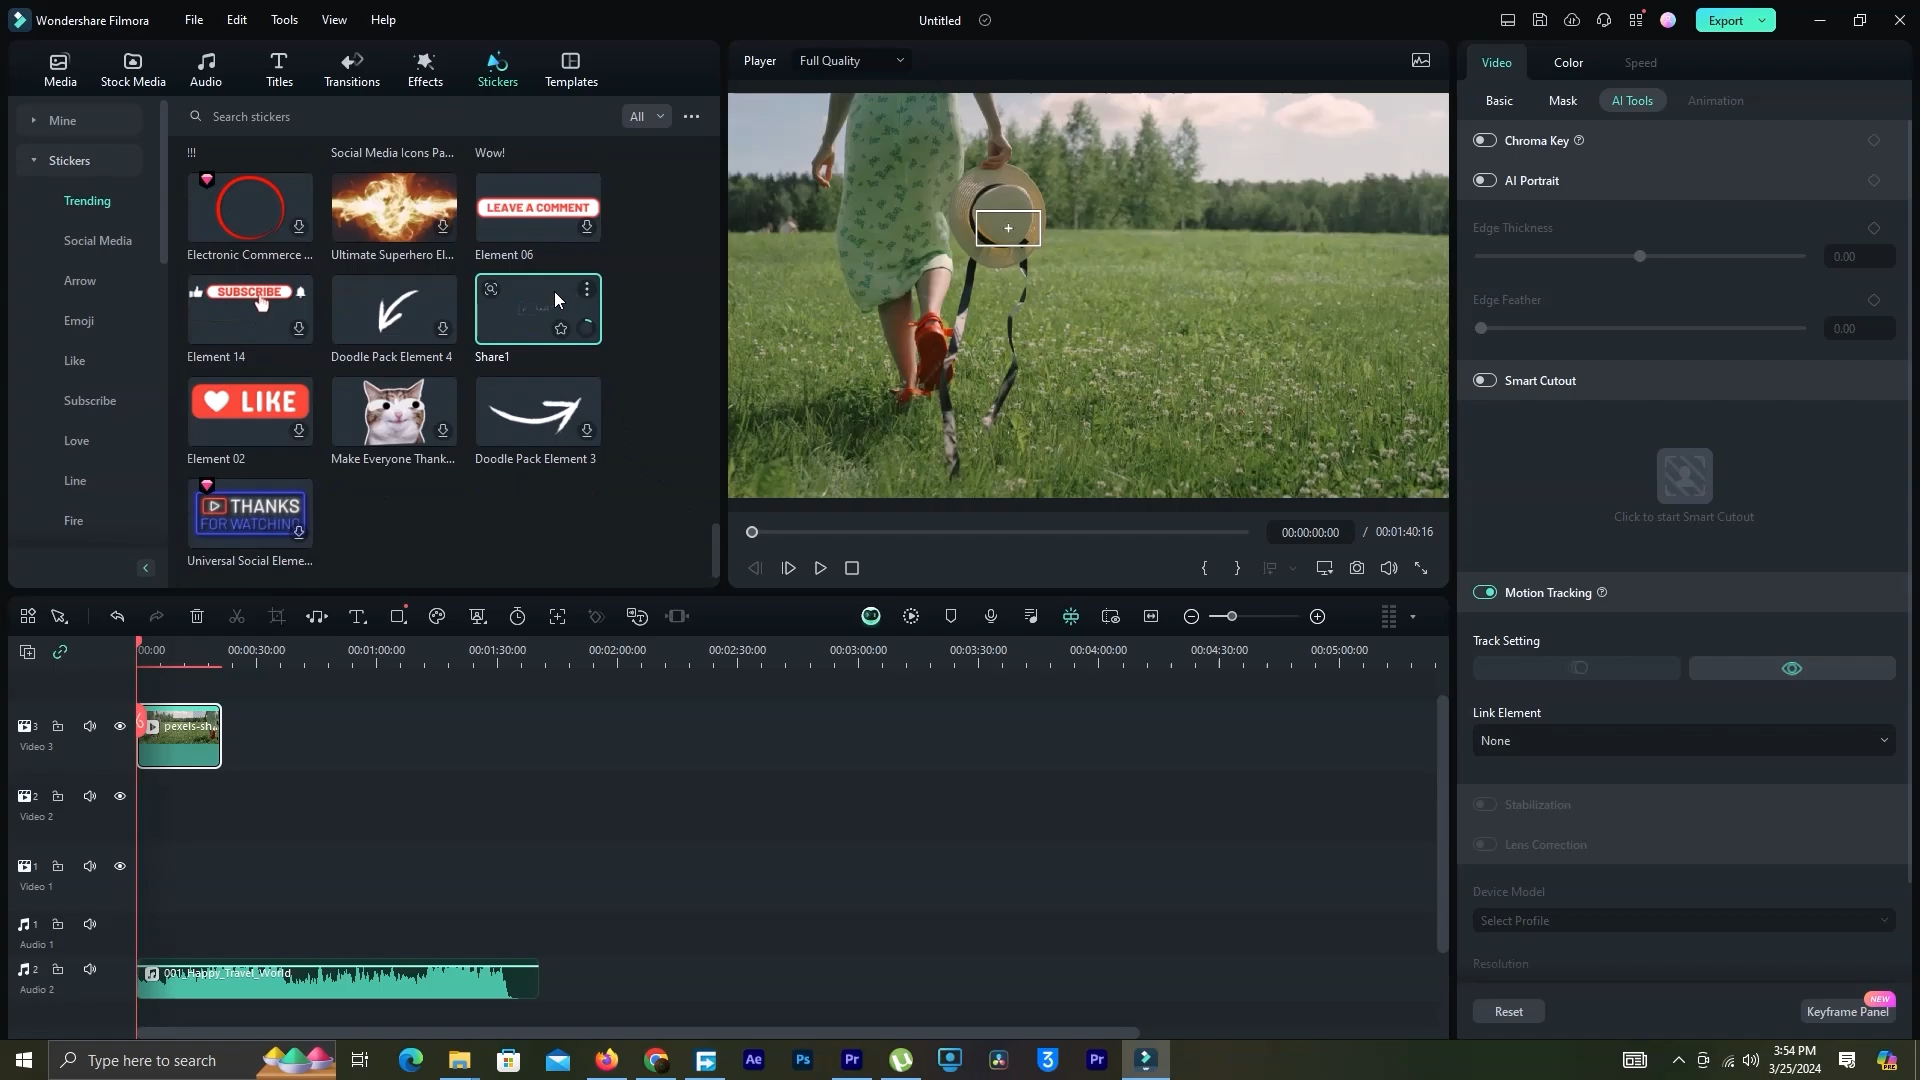 Wondershare Filmora
File
Edit
Tools
View
Help
Untitled
Export
Media
Stock Media
Audio
Titles
Transitions
Effects
Stickers
Templates
Player
Full Quality
Video
Color
Speed
Basic
Mask
AI Tools
Animation
Mine
Search stickers
All
Stickers
Trending
Social Media
Arrow
Emoji
Like
Subscribe
Love
Line
Fire
!!!
Social Media Icons Pa...
Wow!
LEAVE A COMMENT
Electronic Commerce ...
Ultimate Superhero El...
Element 06
SUBSCRIBE
Element 14
Doodle Pack Element 4
Share1
LIKE
Element 02
Make Everyone Thank...
Doodle Pack Element 3
THANKS
FOR WATCHING
Universal Social Eleme...
00:00:00:00
/
00:01:40:16
Chroma Key
AI Portrait
Edge Thickness
0.00
Edge Feather
0.00
Smart Cutout
Click to start Smart Cutout
Motion Tracking
Track Setting
Link Element
None
Stabilization
Lens Correction
Device Model
Select Profile
Resolution
Reset
NEW
Keyframe Panel
00:00
00:00:30:00
00:01:00:00
00:01:30:00
00:02:00:00
00:02:30:00
00:03:00:00
00:03:30:00
00:04:00:00
00:04:30:00
00:05:00:00
3
Video 3
pexels-sh...
2
Video 2
1
Video 1
1
Audio 1
2
Audio 2
001_Happy_Travel_World
Type here to search
Ae
Ps
Pr
Pr
3:54 PM
3/25/2024
PRE